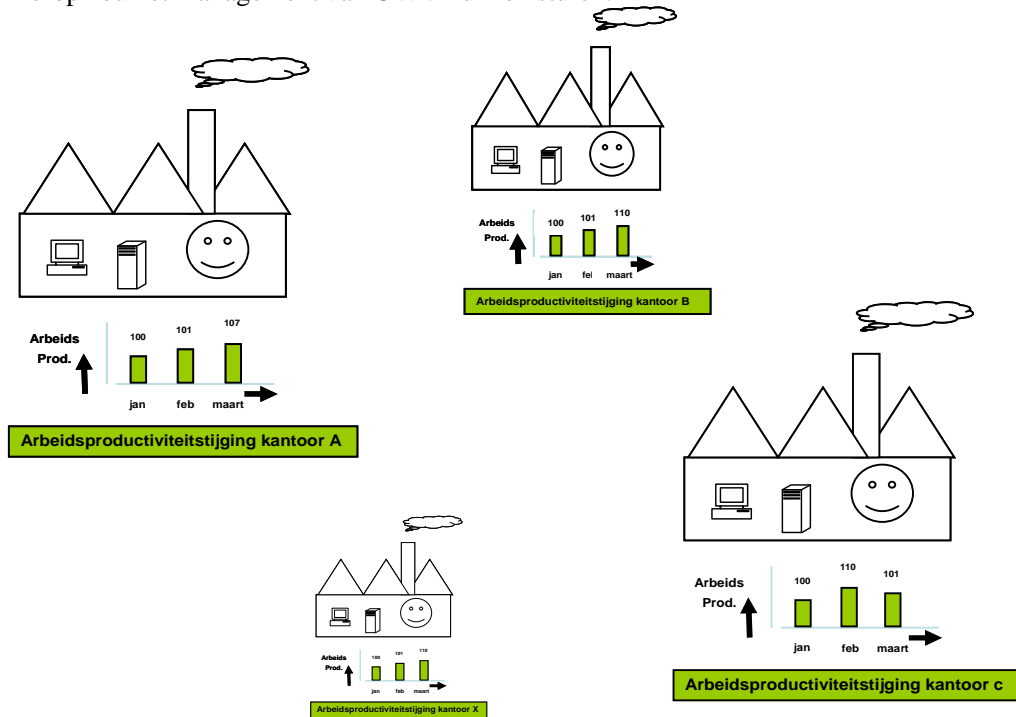 100 101 107
Arbeids
Prod.
jan feb maart
Arbeidsproductiviteitstijging kantoor A
100 101 110
Arbeids
Prod.
jan maart
Arbeidsproductiviteitstijging kantoor B
100 110 101
Arbeids
Prod.
jan feb maart
Arbeidsproductiviteitstijging kantoor c
100 101 110
Arbeids
Prod.
jan feb maart
Arbeidsproductiviteitstijging kantoor X